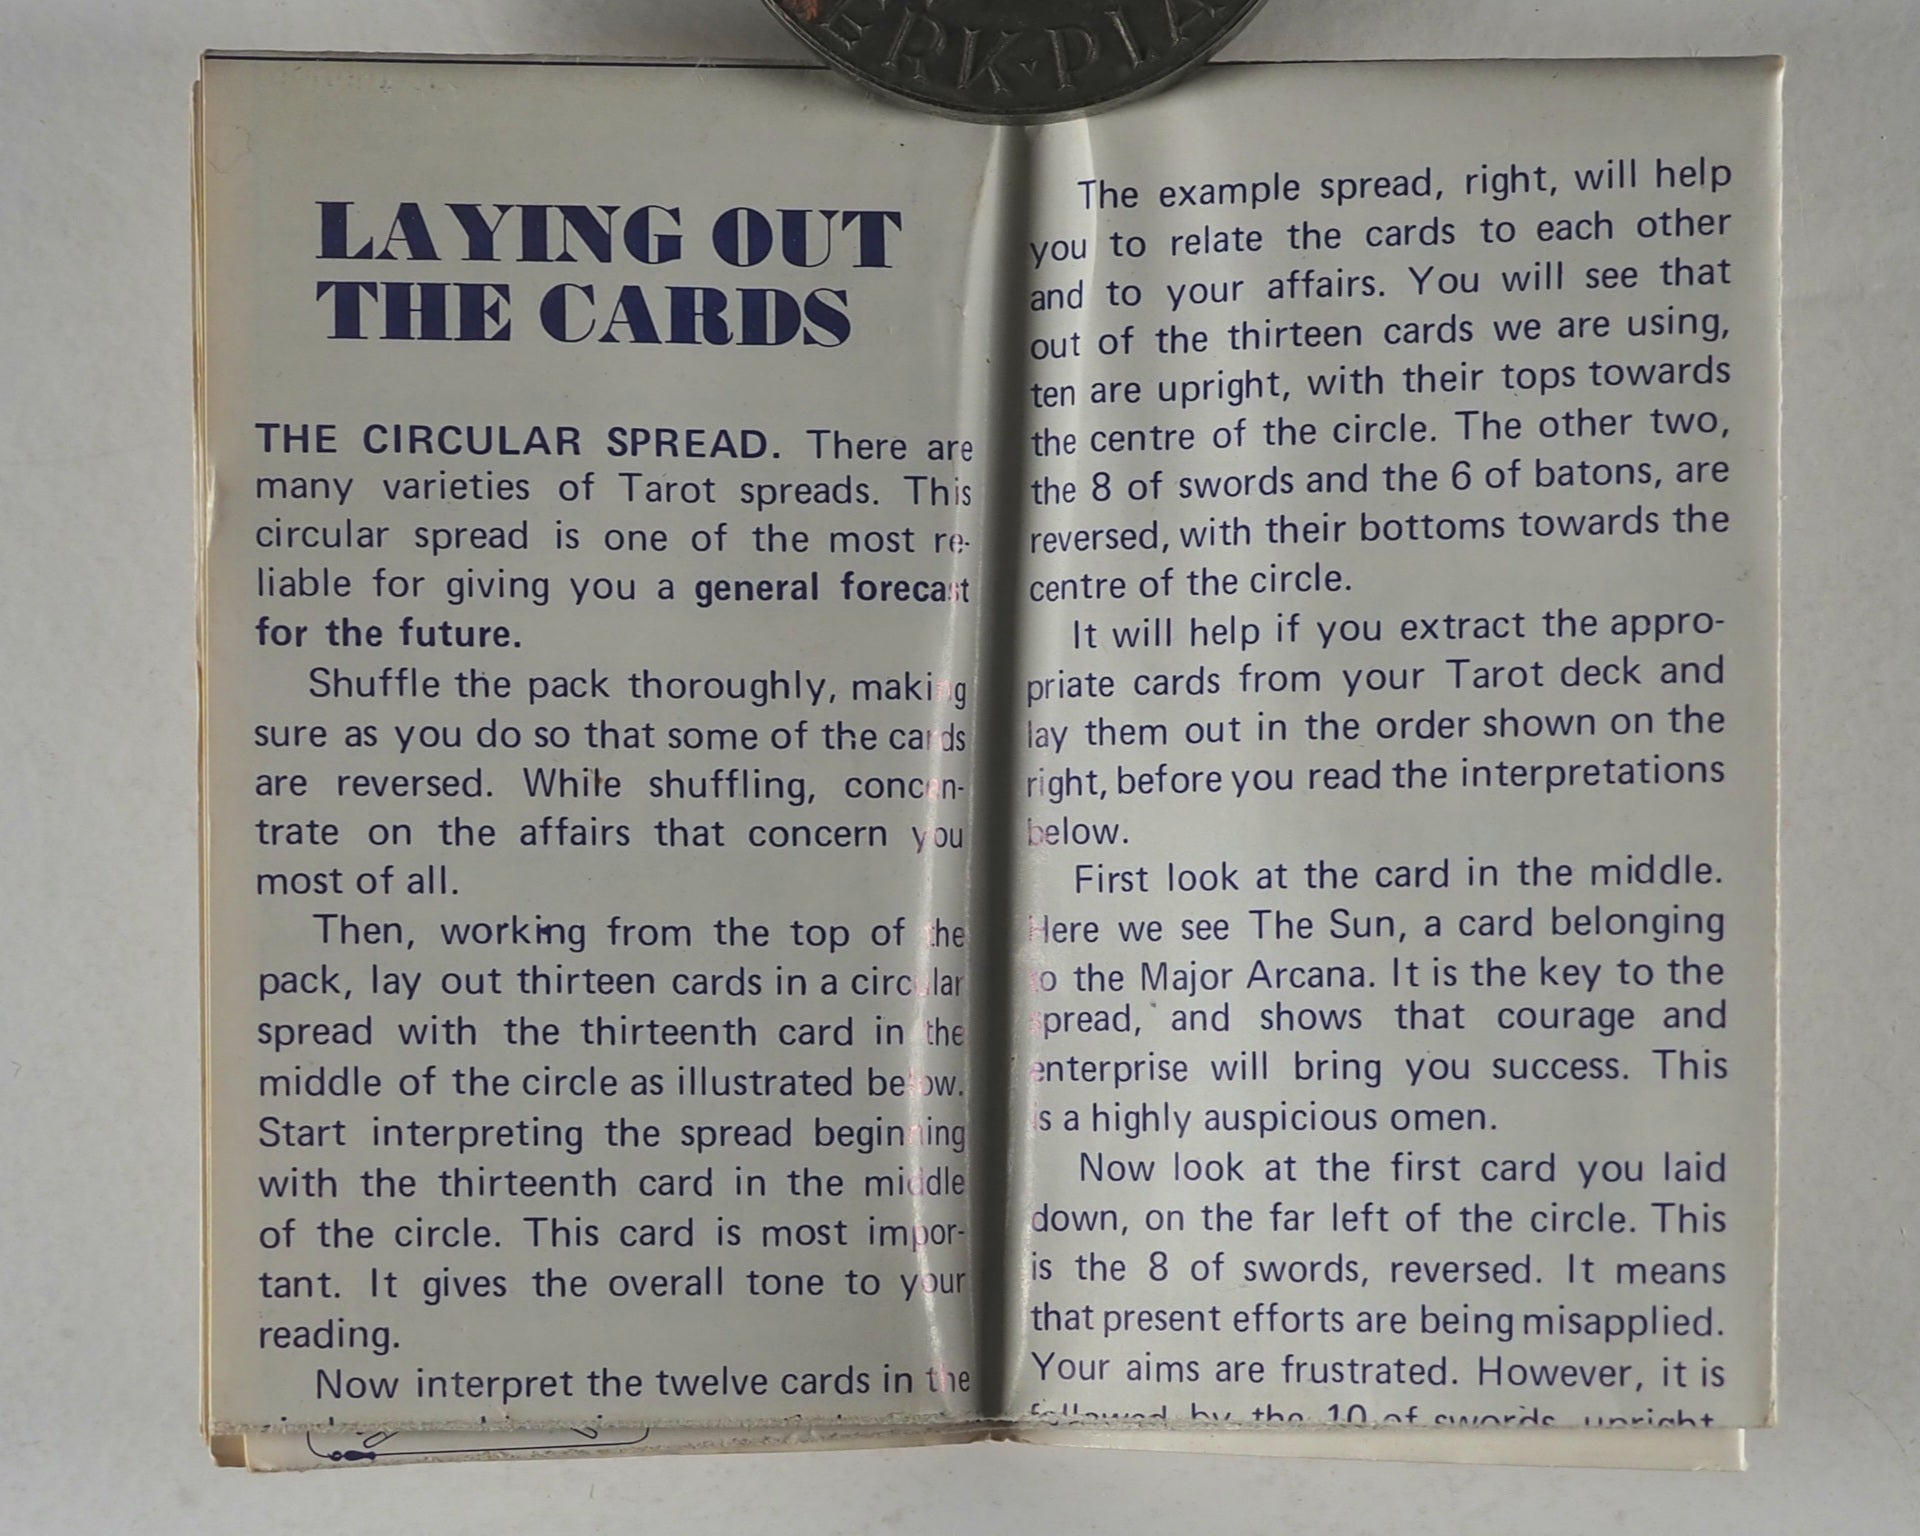 ERK PLA
LAYING OUT
THE CARDS
THE CIRCULAR SPREAD. There are
many varieties of Tarot spreads. This
circular spread is one of the most re-
liable for giving you a general forecast
for the future.
Shuffle the pack thoroughly, making
sure as you do so that some of the cards
are reversed. While shuffling, concen-
trate on the affairs that concern you
most of all.
Then, working from the top of the
pack, lay out thirteen cards in a circular
spread with the thirteenth card in the
middle of the circle as illustrated below.
Start interpreting the spread beginning
with the thirteenth card in the middle
of the circle. This card is most impor-
tant. It gives the overall tone to your
reading.
Now interpret the twelve cards in the
The example spread, right, will help
you to relate the cards to each other
and to your affairs. You will see that
out of the thirteen cards we are using,
ten are upright, with their tops towards
the centre of the circle. The other two,
the 8 of swords and the 6 of batons, are
reversed, with their bottoms towards the
centre of the circle.
It will help if you extract the appro-
priate cards from your Tarot deck and
lay them out in the order shown on the
right, before you read the interpretations
below.
First look at the card in the middle.
Here we see The Sun, a card belonging
to the Major Arcana. It is the key to the
spread, and shows that courage and
enterprise will bring you success. This
is a highly auspicious omen.
Now look at the first card you laid
down, on the far left of the circle. This
is the 8 of swords, reversed. It means
that present efforts are being misapplied.
Your aims are frustrated. However, it is
followed by the 10 of swords, upright,